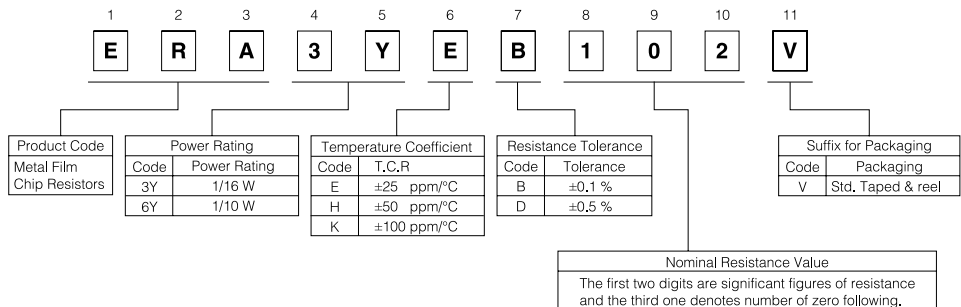 1 2 3 4 5 6 7 8 9 10 11
E R A 3 Y E B 1 0 2 V
Product Code
Metal Film
Chip Resistors
Power Rating
Code Power Rating
3Y 1/16 W
6Y 1/10 W
Temperature Coefficient
Code T.C.R
E ±25 ppm/°C
H ±50 ppm/°C
K ±100 ppm/°C
Resistance Tolerance
Code Tolerance
B ±0.1 %
D ±0.5 %
Suffix for Packaging
Code Packaging
V Std. Taped & reel
Nominal Resistance Value
The first two digits are significant figures of resistance
and the third one denotes number of zero following.